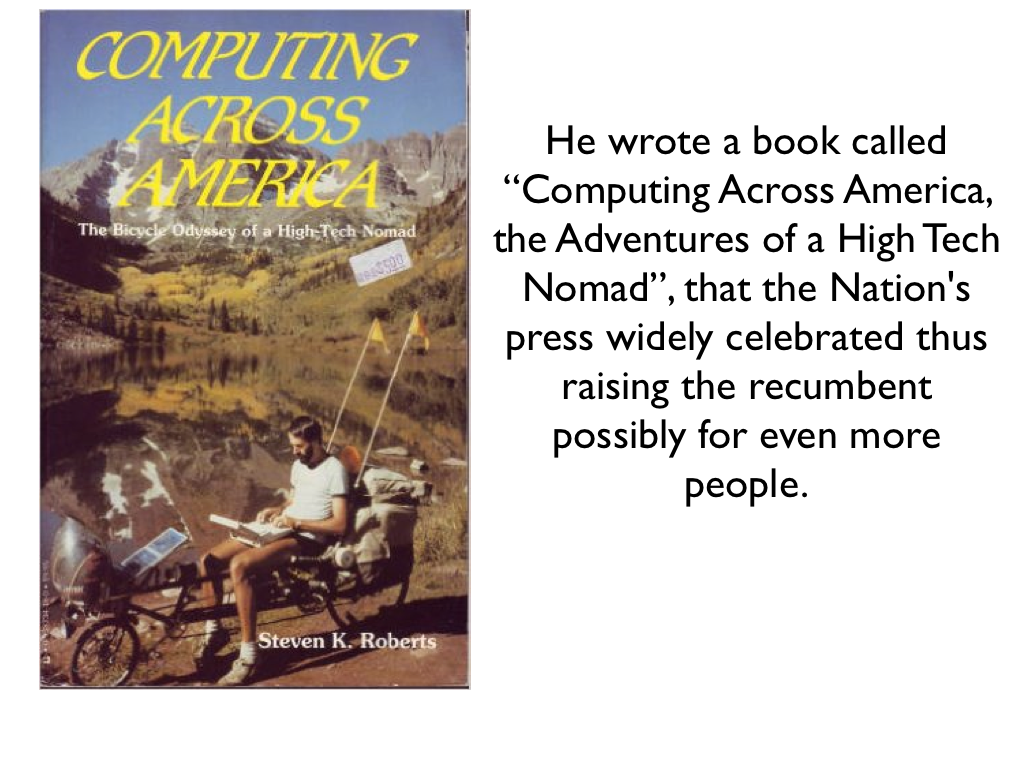 COMPUTING
ACROSS
AMERICA
The Bicycle Odyssey of a High-Tech Nomad
Steven K. Roberts
He wrote a book called
“Computing Across America,
the Adventures of a High Tech
Nomad”, that the Nation's
press widely celebrated thus
raising the recumbent
possibly for even more
people.